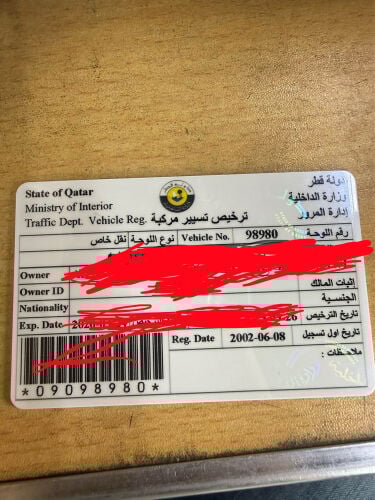 State of Qatar
دولة قطر
Ministry of Interior
وزارة الداخلية
Traffic Dept. Vehicle Reg. ترخيص تسيير مركبة
إدارة المرور
نوع اللوحة نقل خاص
Vehicle No. 98980 رقم اللوحة
Owner
Owner ID إثبات المالك
Nationality الجنسية
Exp. Date تاريخ الترخيص
Reg. Date 2002-06-08 تاريخ اول تسجيل
ملاحظات :
*09098980*